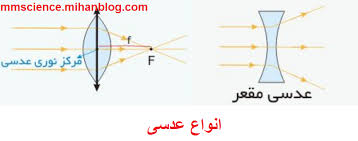 mmscience.mihanblog.com
f
F
مرکز نوری عدسی
عدسی مقعر
انواع عدسی